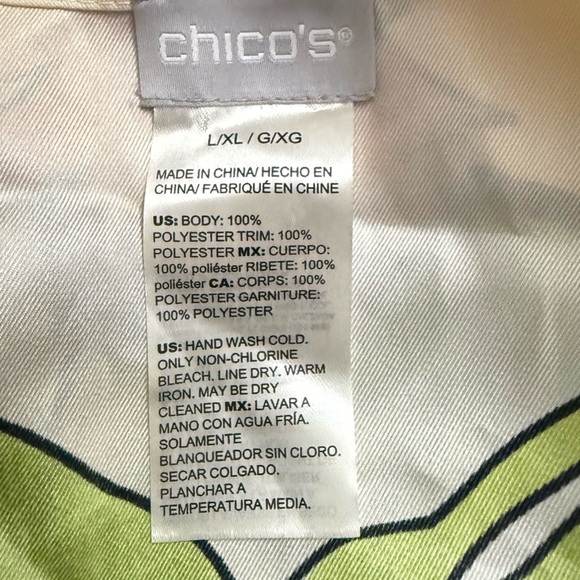 chico's®
L/XL / G/XG
MADE IN CHINA/ HECHO EN
CHINA/ FABRIQUÉ EN CHINE
US: BODY: 100%
POLYESTER TRIM: 100%
POLYESTER MX: CUERPO:
100% poliéster RIBETE: 100%
poliéster CA: CORPS: 100%
POLYESTER GARNITURE:
100% POLYESTER
US: HAND WASH COLD.
ONLY NON-CHLORINE
BLEACH. LINE DRY. WARM
IRON. MAY BE DRY
CLEANED MX: LAVAR A
MANO CON AGUA FRÍA.
SOLAMENTE
BLANQUEADOR SIN CLORO.
SECAR COLGADO.
PLANCHAR A
TEMPERATURA MEDIA.